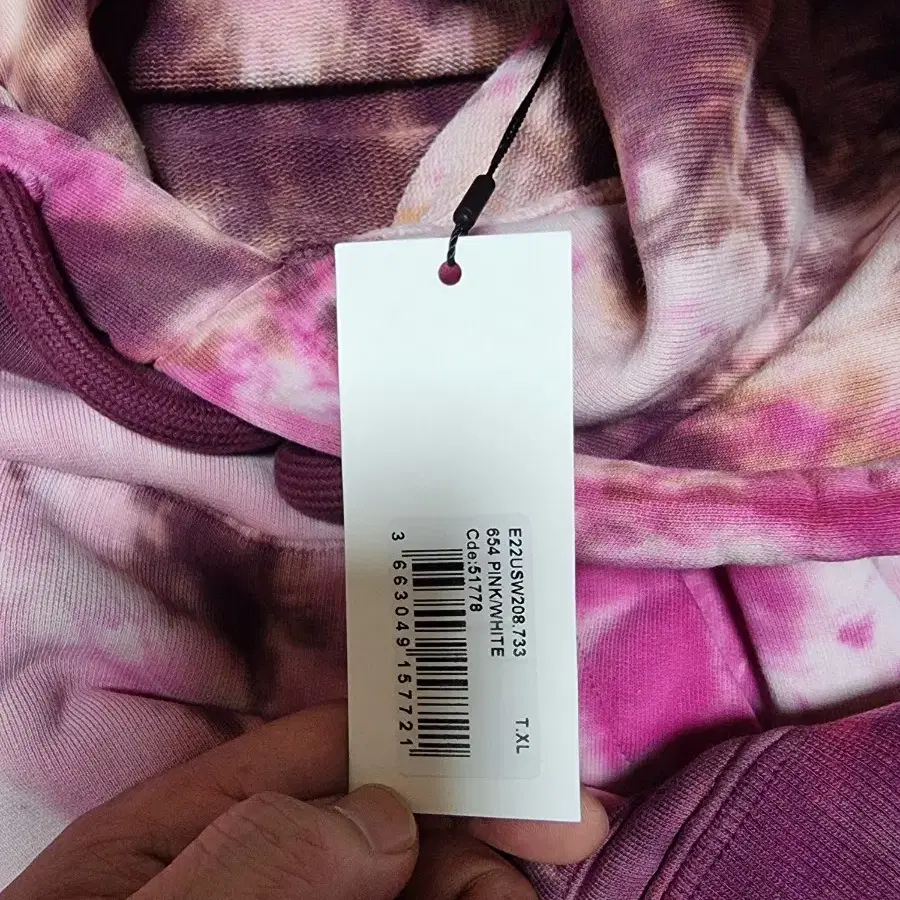 E22USW208.733
654 PINK/WHITE
T.XL
Cde:51778
3 663049 157721